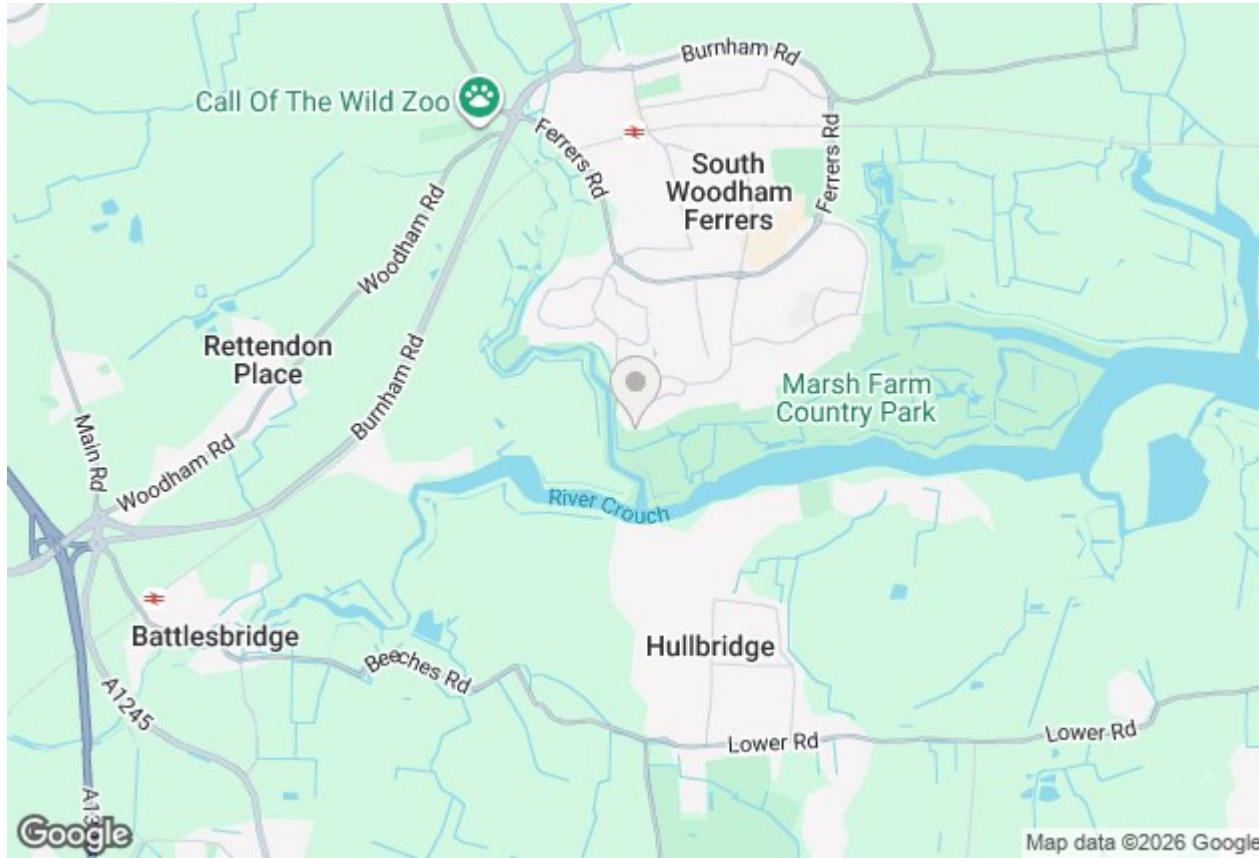 Burnham Rd
Call Of The Wild Zoo
Ferrers Rd
South
Woodham
Ferrers
Ferrers Rd
Woodham Rd
Rettendon
Place
Burnham Rd
Marsh Farm
Country Park
Main Rd
Woodham Rd
River Crouch
Battlesbridge
Hullbridge
Beeches Rd
A1245
Lower Rd
Lower Rd
Google
Map data ©2026 Google